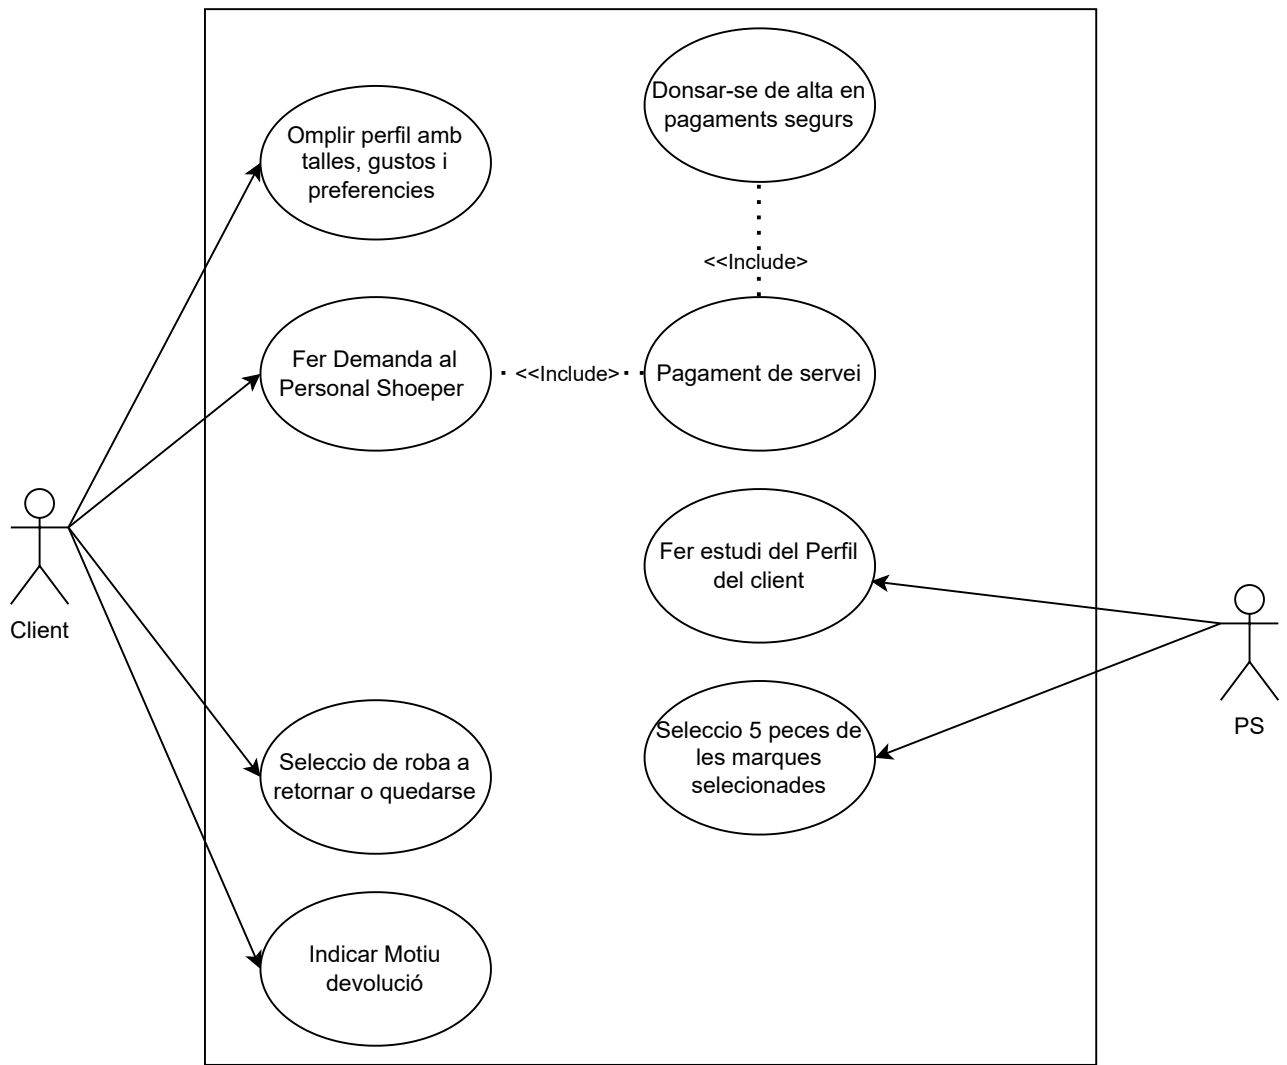 Donsar-se de alta en
pagaments segurs
Omplir perfil amb
talles, gustos i
preferencies
<<Include>
Fer Demanda al
Personal Shoeper
<<Include>
Pagament de servei
Fer estudi del Perfil
del client
Client
PS
Seleccio 5 peces de
les marques
selecionades
Seleccio de roba a
retornar o quedarse
Indicar Motiu
devolució